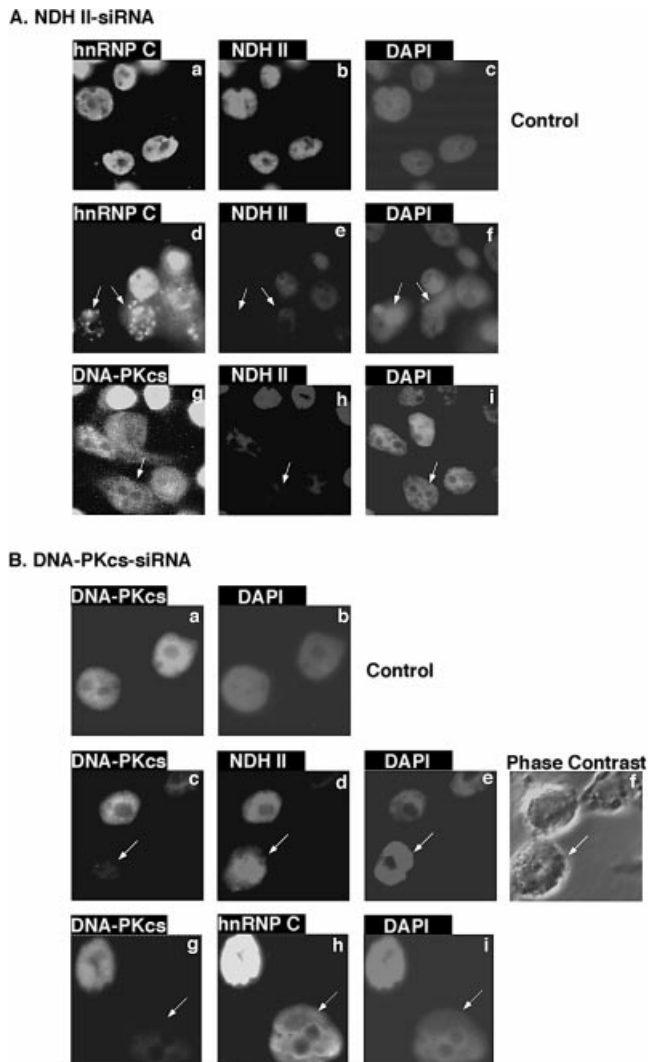 A. NDH II-siRNA
hnRNP C NDH II DAPI
a b c
Control
hnRNP C NDH II DAPI
d e f
DNA-PKcs NDH II DAPI
g h i
B. DNA-PKcs-siRNA
DNA-PKcs DAPI
a b
Control
DNA-PKcs NDH II DAPI Phase Contrast
c d e f
DNA-PKcs hnRNP C DAPI
g h i